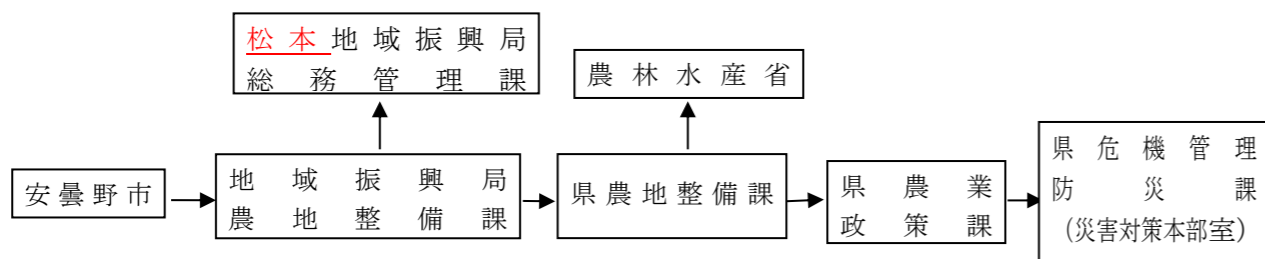 松本地域振興局
総務管理課
農林水産省
安曇野市
地域振興局
農地整備課
県農地整備課
県農業
政策課
県危機管理
防災課
(災害対策本部室)